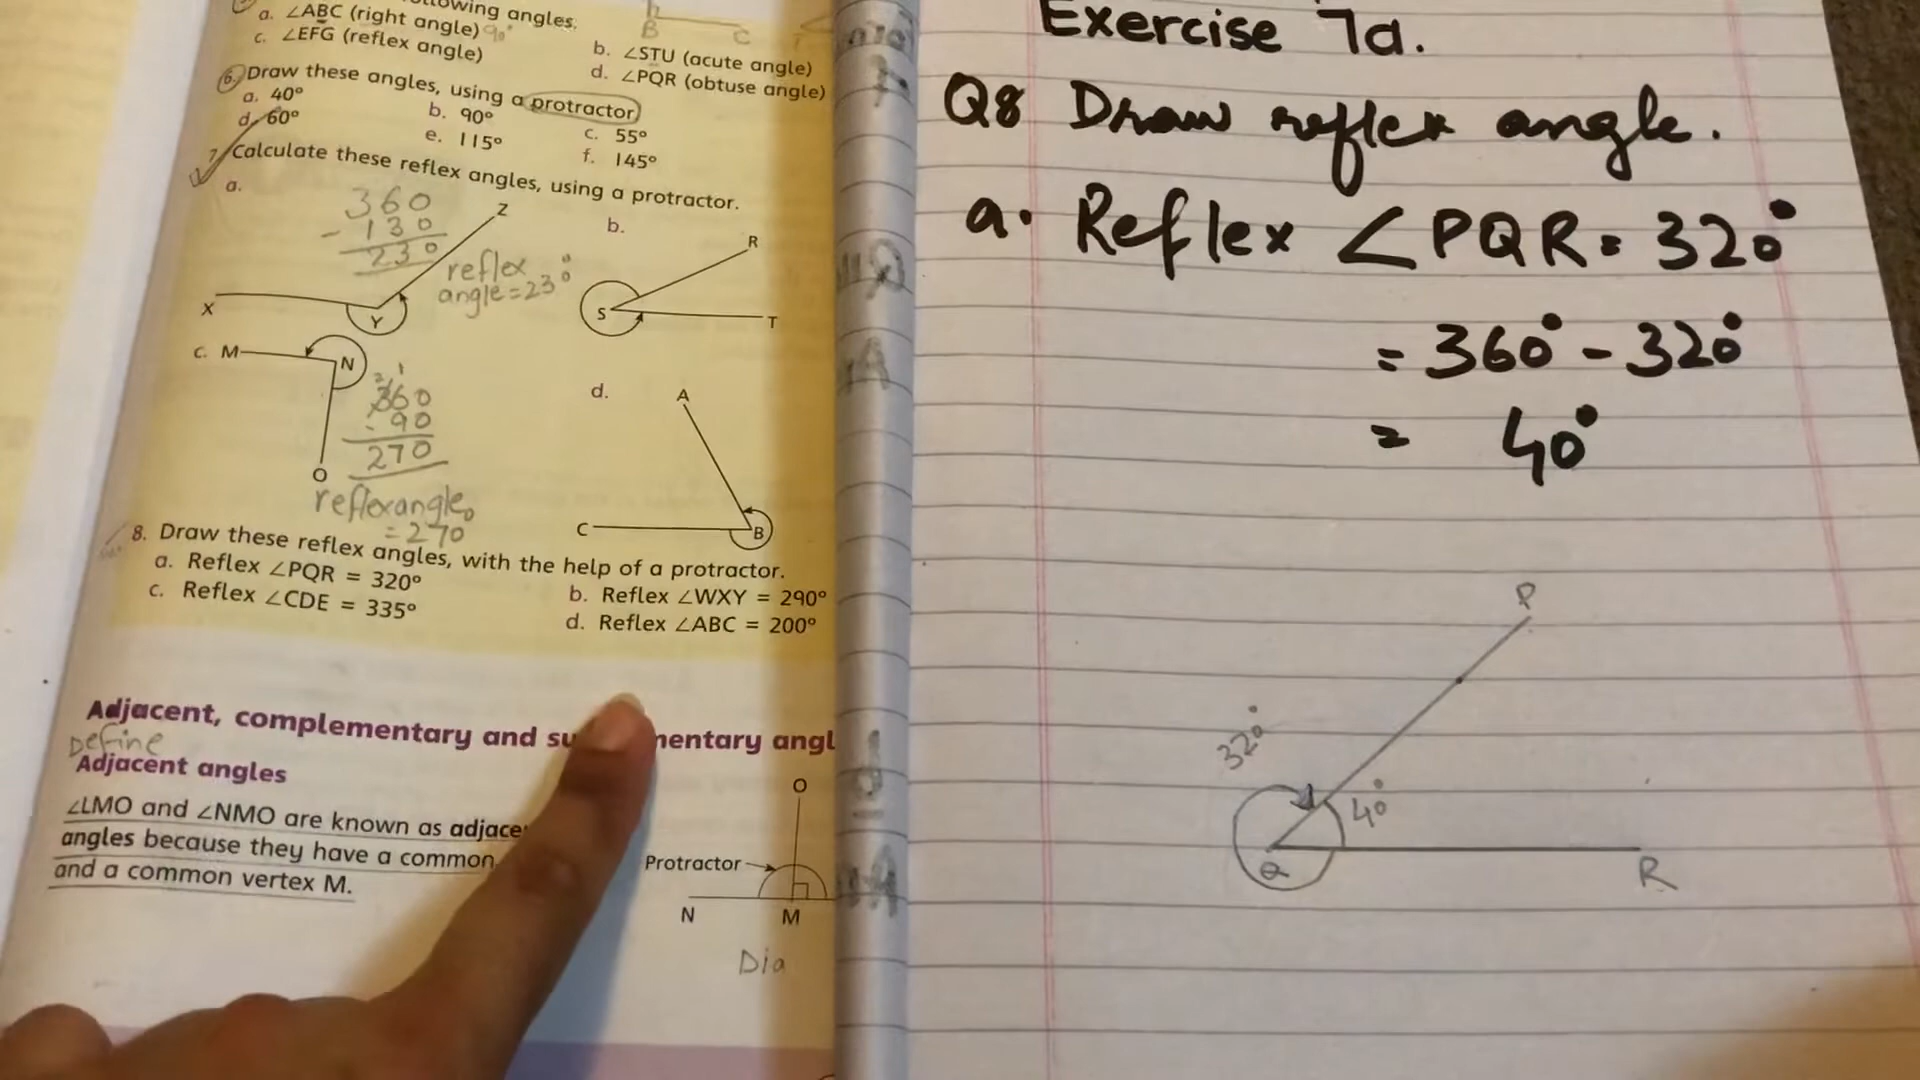 lowing angles.
a. ∠ABC (right angle) 90°
b. ∠STU (acute angle)
c. ∠EFG (reflex angle)
d. ∠PQR (obtuse angle)
B C
6. Draw these angles, using a protractor
a. 40° b. 90° c. 55°
d. 60° e. 115° f. 145°
7. Calculate these reflex angles, using a protractor.
a.
360
- 130
230
reflex
angle = 23°
X Y Z
b.
R
S
T
c. M
N
O
360
- 90
270
reflex angle
= 270°
d.
A
C
B
8. Draw these reflex angles, with the help of a protractor.
a. Reflex ∠PQR = 320°
b. Reflex ∠WXY = 290°
c. Reflex ∠CDE = 335°
d. Reflex ∠ABC = 200°
Adjacent, complementary and su mentary angl
Define
Adjacent angles
∠LMO and ∠NMO are known as adjace
angles because they have a common
and a common vertex M.
O
Protractor
N M
Dia
Exercise 7a.
Q8 Draw reflex angle.
a. Reflex ∠PQR = 320°
= 360° - 320°
= 40°
P
320°
40°
Q
R